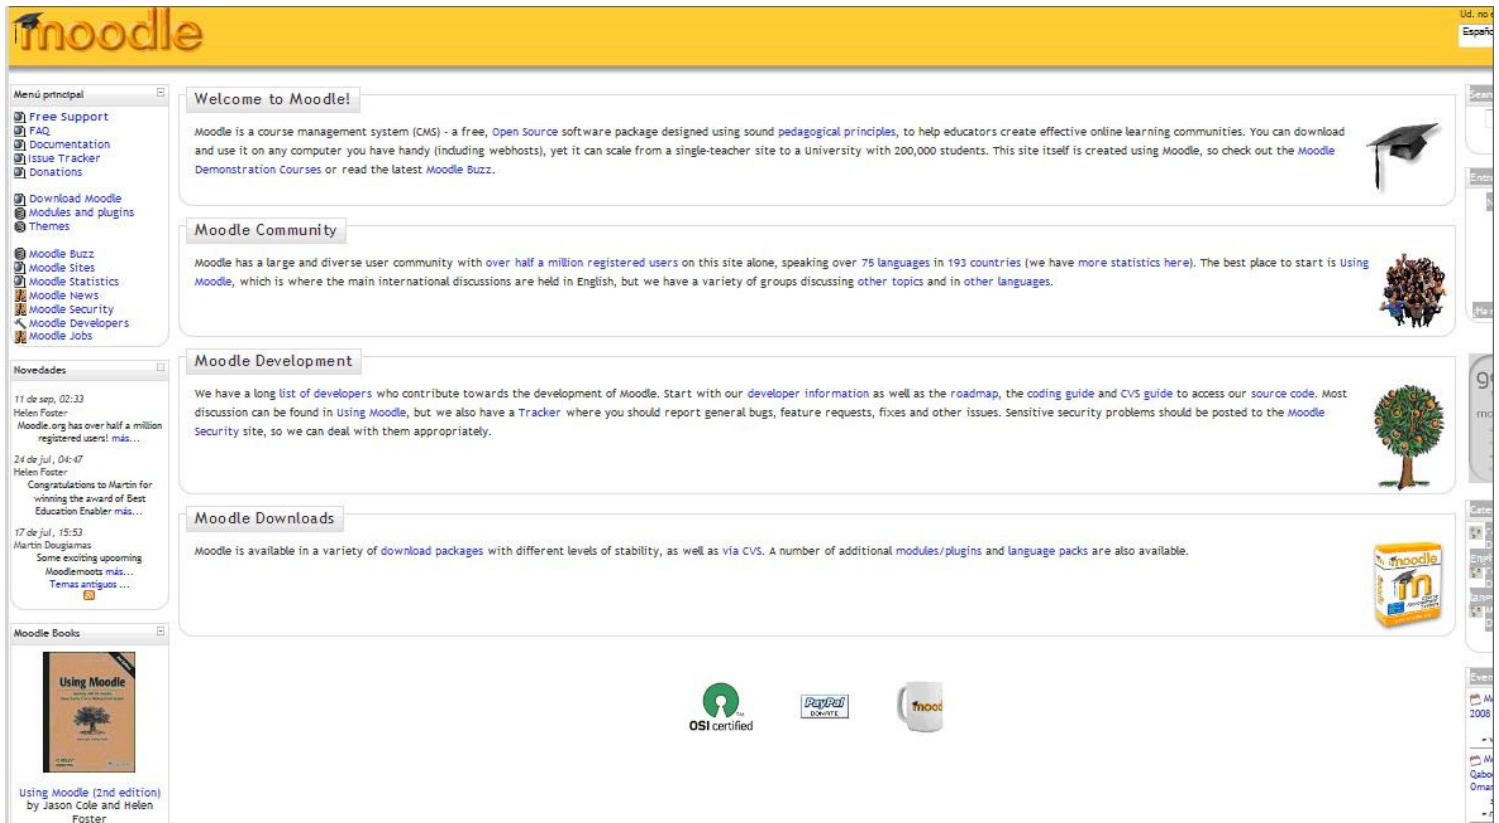 moodle
Ud. no
Menú principal
Free Support
FAQ
Documentation
Issue Tracker
Donations
Download Moodle
Modules and plugins
Themes
Moodle Buzz
Moodle Sites
Moodle Statistics
Moodle News
Moodle Security
Moodle Developers
Moodle Jobs
Novedades
11 de sep, 02:33
Helen Foster
Moodle.org has over half a million
registered users! más...
24 de jul, 04:47
Helen Foster
Congratulations to Martin for
winning the award of Best
Education Enabler más...
17 de jul, 15:53
Martin Dougiamas
Some exciting upcoming
Moodlemoots más...
Temas antiguos ...
Moodle Books
Using Moodle
Using Moodle (2nd edition)
by Jason Cole and Helen
Foster
Welcome to Moodle!
Moodle is a course management system (CMS) - a free, Open Source software package designed using sound pedagogical principles, to help educators create effective online learning communities. You can download
and use it on any computer you have handy (including webhosts), yet it can scale from a single-teacher site to a University with 200,000 students. This site itself is created using Moodle, so check out the Moodle
Demonstration Courses or read the latest Moodle Buzz.
Moodle Community
Moodle has a large and diverse user community with over half a million registered users on this site alone, speaking over 75 languages in 193 countries (we have more statistics here). The best place to start is Using
Moodle, which is where the main international discussions are held in English, but we have a variety of groups discussing other topics and in other languages.
Moodle Development
We have a long list of developers who contribute towards the development of Moodle. Start with our developer information as well as the roadmap, the coding guide and CVS guide to access our source code. Most
discussion can be found in Using Moodle, but we also have a Tracker where you should report general bugs, feature requests, fixes and other issues. Sensitive security problems should be posted to the Moodle
Security site, so we can deal with them appropriately.
Moodle Downloads
Moodle is available in a variety of download packages with different levels of stability, as well as via CVS. A number of additional modules/plugins and language packs are also available.
moodle
OSI certified
PayPal
DONATE
mood
2008